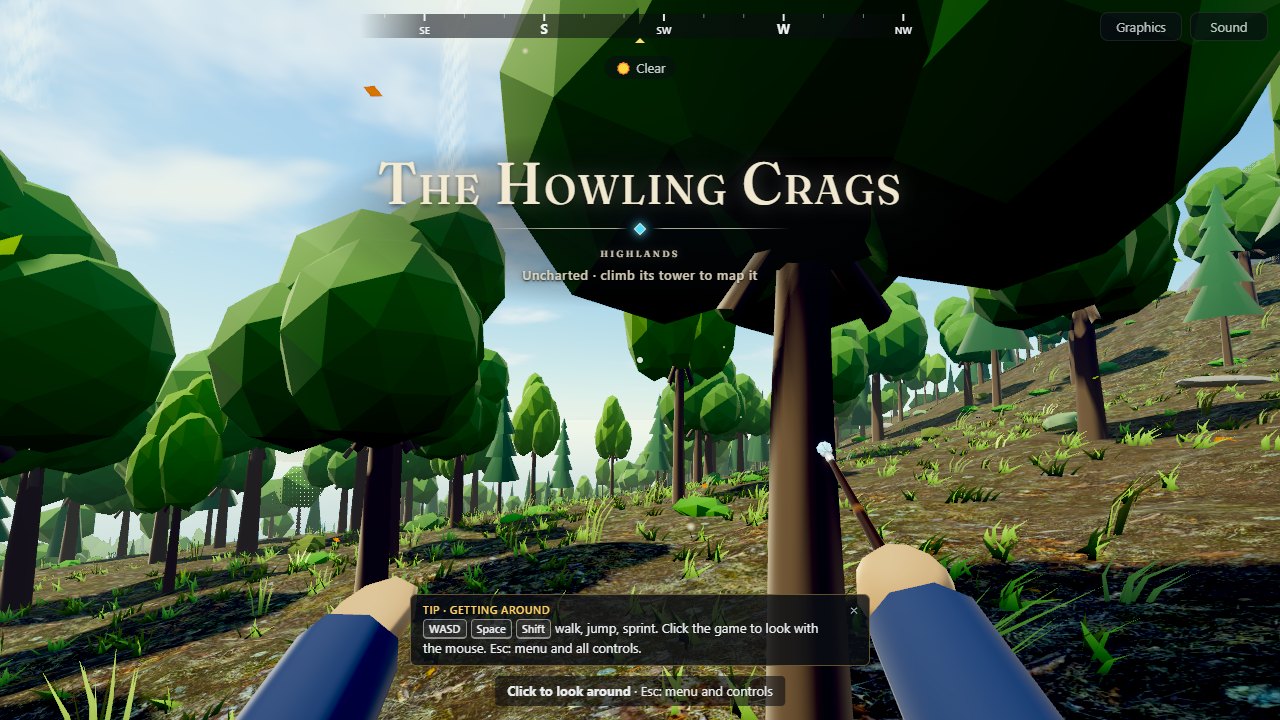 SE S SW W NW
Graphics
Sound
Clear
The Howling Crags
HIGHLANDS
Uncharted · climb its tower to map it
TIP · GETTING AROUND ×
WASD Space Shift walk, jump, sprint. Click the game to look with
the mouse. Esc: menu and all controls.
Click to look around · Esc: menu and controls